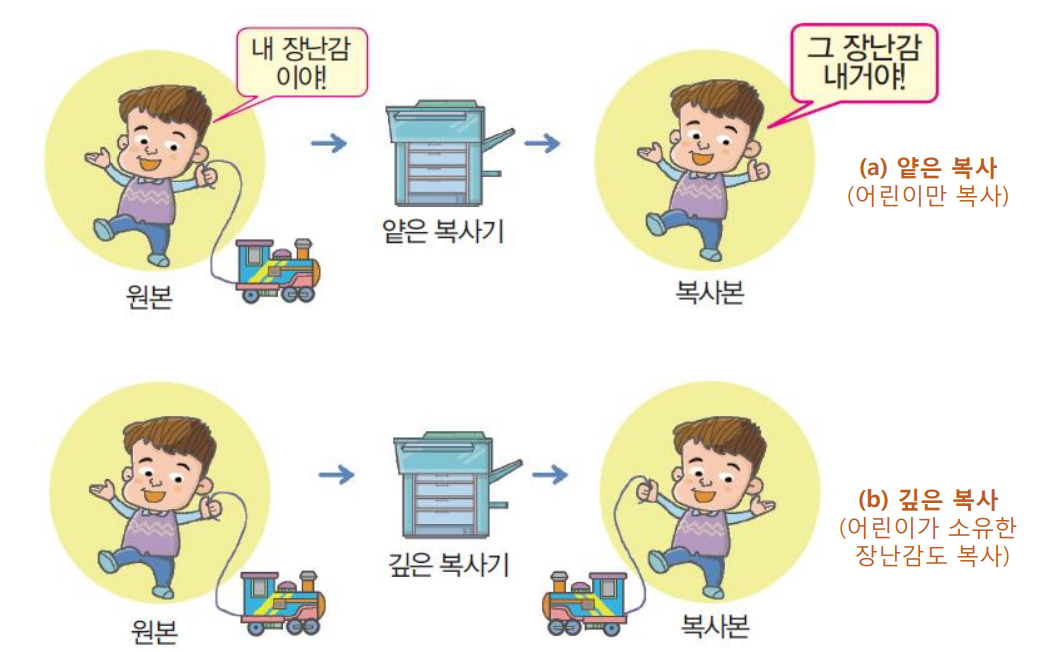 내 장난감
이야!
그 장난감
내거야!
얕은 복사기
원본
복사본
(a) 얕은 복사
(어린이만 복사)
깊은 복사기
원본
복사본
(b) 깊은 복사
(어린이가 소유한
장난감도 복사)